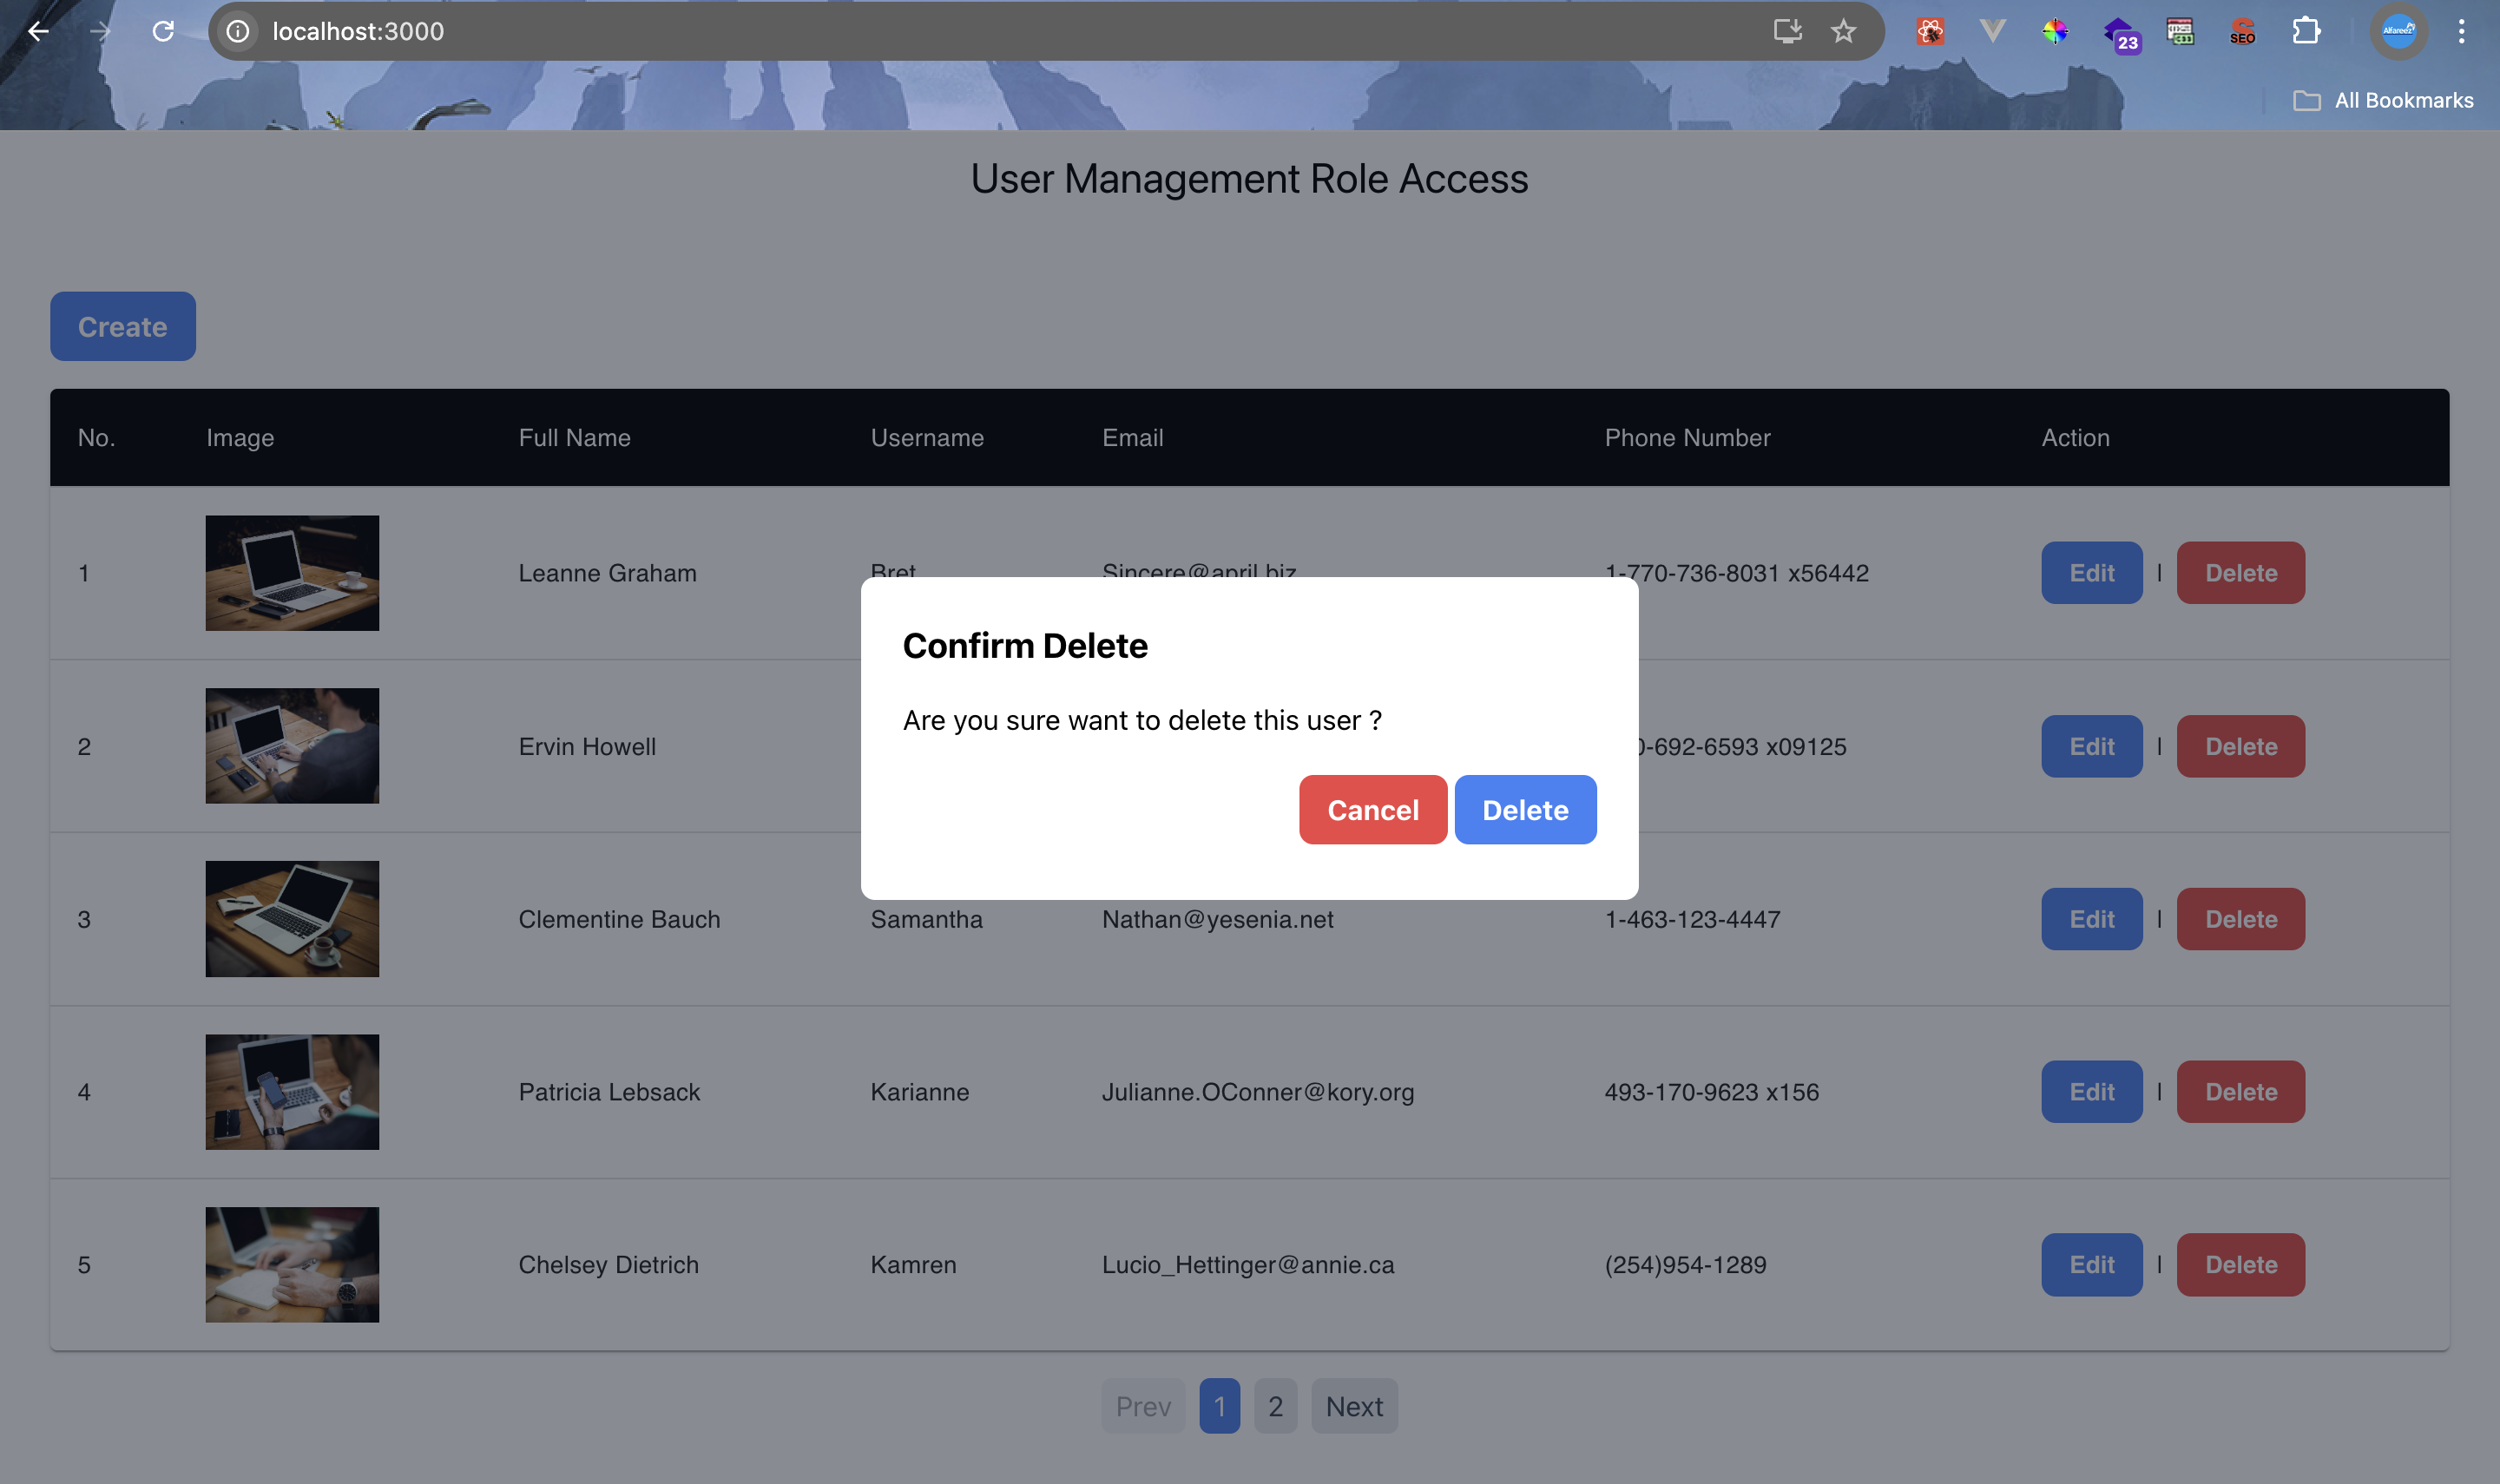 localhost:3000
23
SEO
Alfareez
All Bookmarks
User Management Role Access
Create
No. Image Full Name Username Email Phone Number Action
1 Leanne Graham Bret Sincere@april.biz 1-770-736-8031 x56442 Edit | Delete
Confirm Delete
Are you sure want to delete this user ?
Cancel Delete
2 Ervin Howell 0-692-6593 x09125 Edit | Delete
3 Clementine Bauch Samantha Nathan@yesenia.net 1-463-123-4447 Edit | Delete
4 Patricia Lebsack Karianne Julianne.OConner@kory.org 493-170-9623 x156 Edit | Delete
5 Chelsey Dietrich Kamren Lucio_Hettinger@annie.ca (254)954-1289 Edit | Delete
Prev 1 2 Next